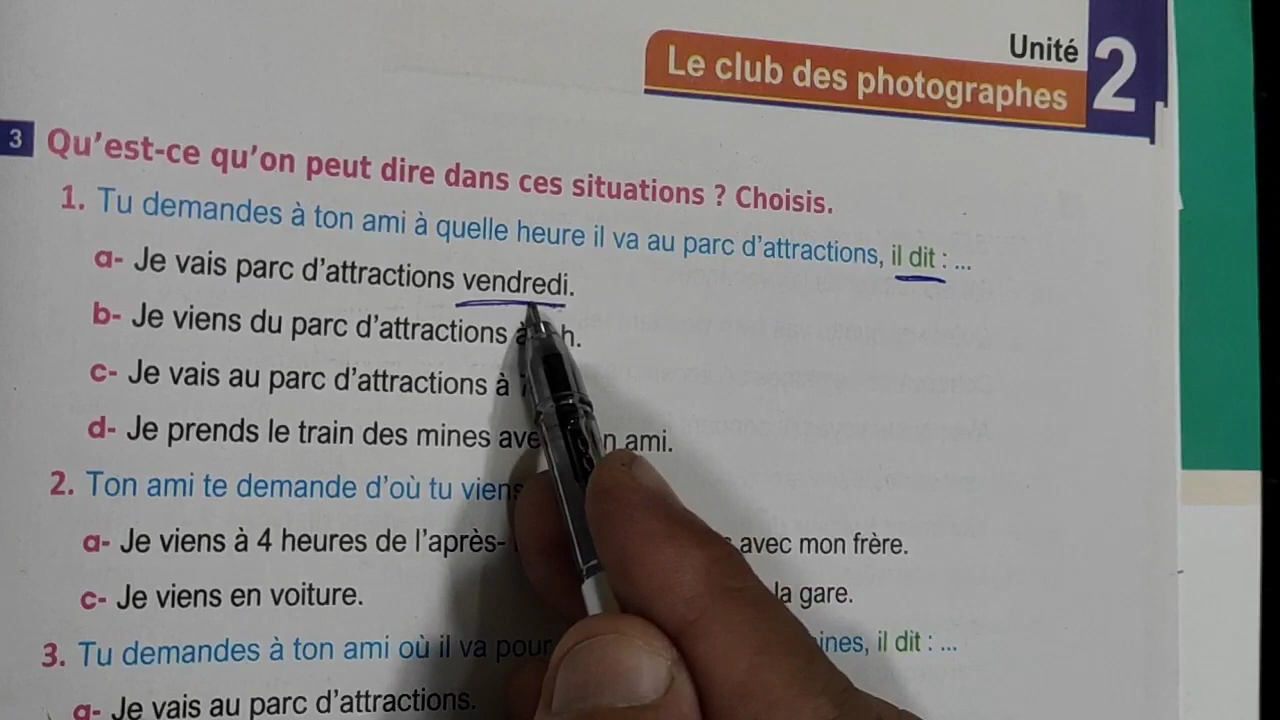 Unité 2
Le club des photographes
3 Qu'est-ce qu'on peut dire dans ces situations ? Choisis.
1. Tu demandes à ton ami à quelle heure il va au parc d'attractions, il dit : ...
a- Je vais parc d'attractions vendredi.
b- Je viens du parc d'attractions à h.
c- Je vais au parc d'attractions à
d- Je prends le train des mines ami.
2. Ton ami te demande d'où tu viens
a- Je viens à 4 heures de l'après- avec mon frère.
c- Je viens en voiture. la gare.
3. Tu demandes à ton ami où il va pour il dit : ...
a- Je vais au parc d'attractions.